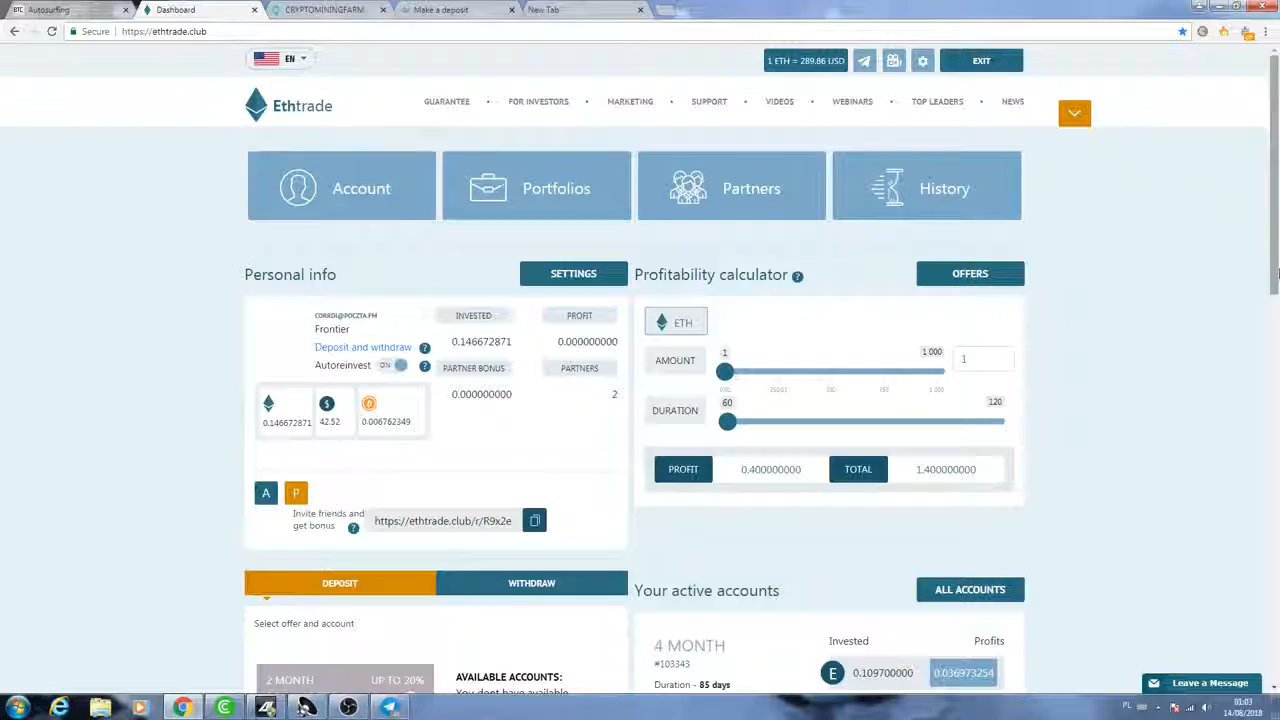 Autosurfing
Dashboard
CRYPTOMININGFARM
Make a deposit
New Tab
Secure
https://ethtrade.club
EN
1 ETH = 289.86 USD
EXIT
Ethtrade
GUARANTEE
FOR INVESTORS
MARKETING
SUPPORT
VIDEOS
WEBINARS
TOP LEADERS
NEWS
Account
Portfolios
Partners
History
Personal info
SETTINGS
Profitability calculator ?
OFFERS
CORKDI@POCZTA.FM
Frontier
Deposit and withdraw ?
Autoreinvest ON ?
INVESTED
PROFIT
0.146672871
0.000000000
PARTNER BONUS
PARTNERS
0.000000000
2
0.146672871
42.52
0.006762349
A
P
Invite friends and
get bonus ?
https://ethtrade.club/r/R9x2e
ETH
AMOUNT
1
1 000
1
DURATION
60
120
PROFIT
0.400000000
TOTAL
1.400000000
DEPOSIT
WITHDRAW
Select offer and account
2 MONTH
UP TO 20%
AVAILABLE ACCOUNTS:
Your active accounts
ALL ACCOUNTS
4 MONTH
#103343
Duration - 85 days
Invested
Profits
E
0.109700000
0.036973254
Leave a Message
PL
01:03
14/08/2018